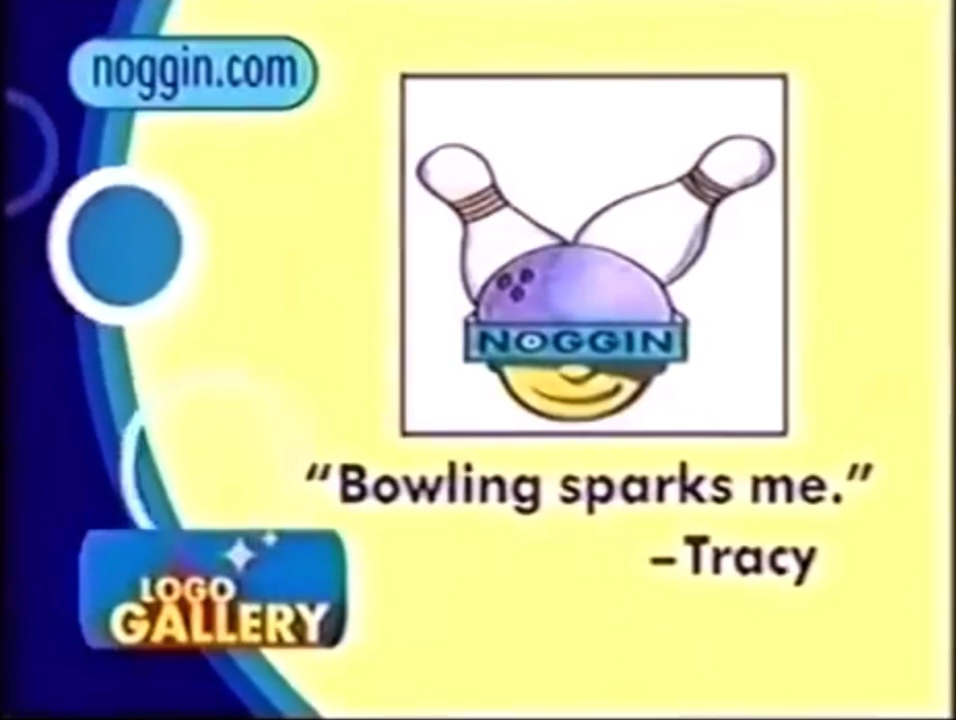 noggin.com
NOGGIN
“Bowling sparks me.”
–Tracy
LOGO
GALLERY